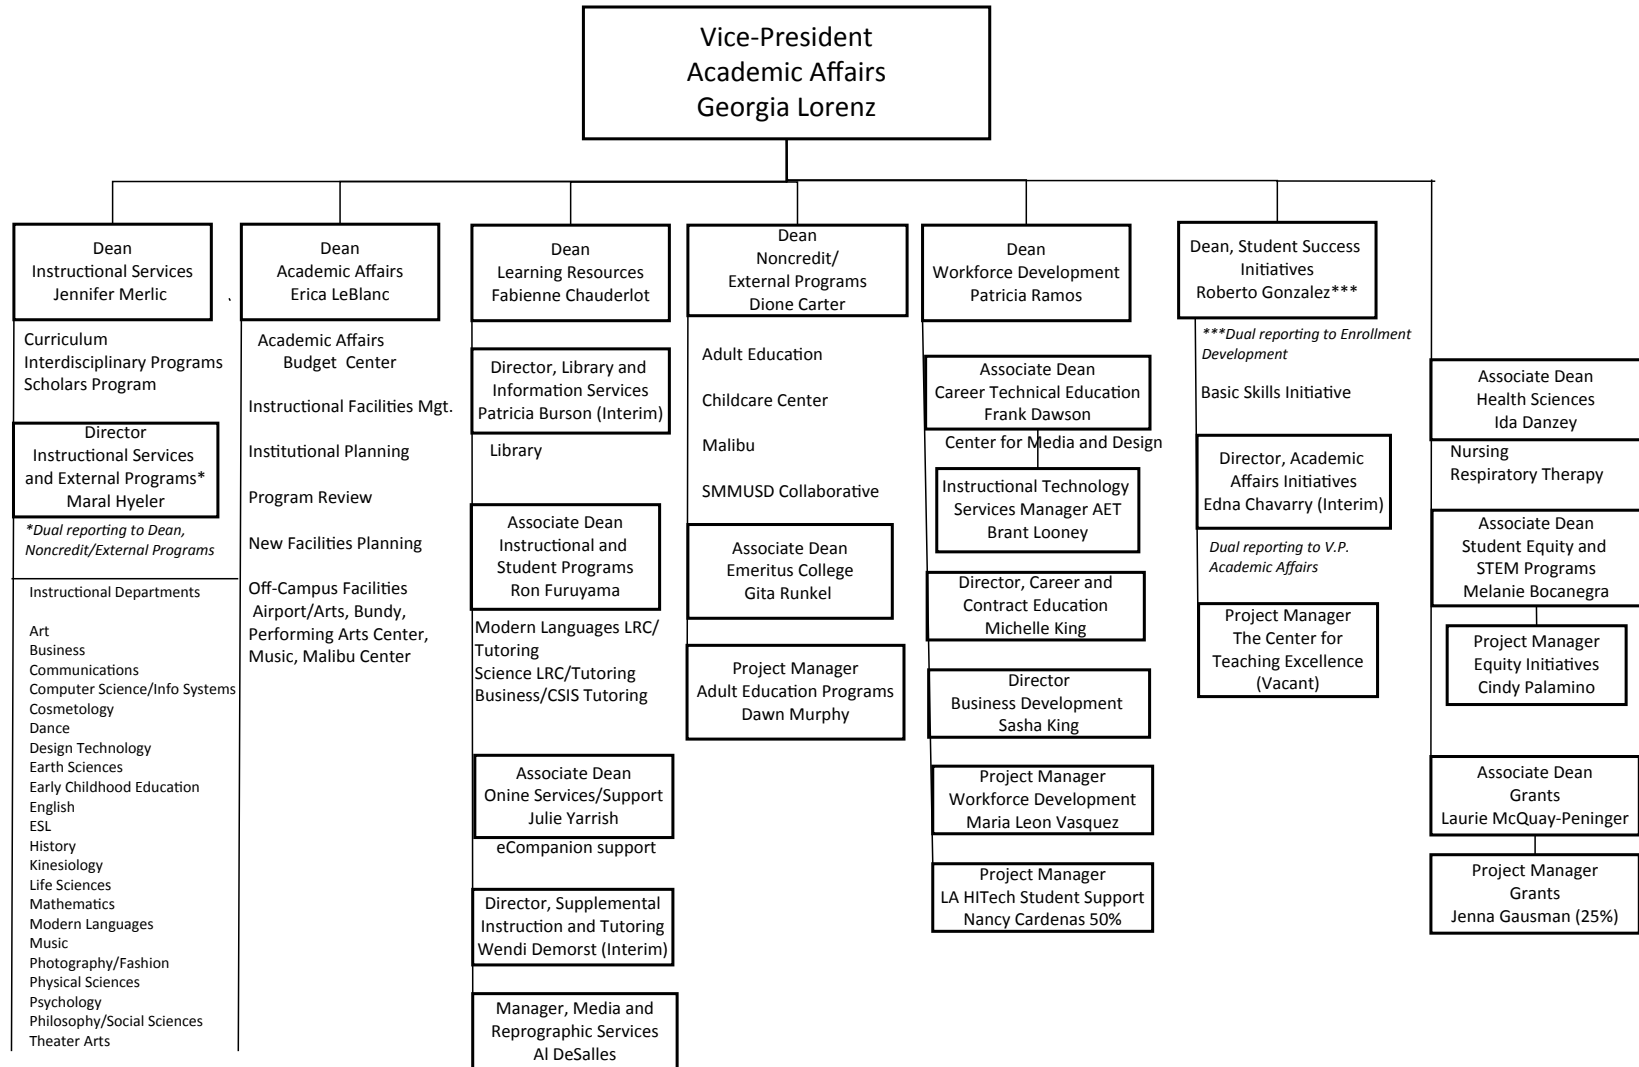 Vice-President
Academic Affairs
Georgia Lorenz
Dean
Instructional Services
Jennifer Merlic
Curriculum
Interdisciplinary Programs
Scholars Program
Director
Instructional Services
and External Programs*
Maral Hyeler
*Dual reporting to Dean,
Noncredit/External Programs
Instructional Departments
Art
Business
Communications
Computer Science/Info Systems
Cosmetology
Dance
Design Technology
Earth Sciences
Early Childhood Education
English
ESL
History
Kinesiology
Life Sciences
Mathematics
Modern Languages
Music
Photography/Fashion
Physical Sciences
Psychology
Philosophy/Social Sciences
Theater Arts
Dean
Academic Affairs
Erica LeBlanc
Academic Affairs
Budget Center
Instructional Facilities Mgt.
Institutional Planning
Program Review
New Facilities Planning
Off-Campus Facilities
Airport/Arts, Bundy,
Performing Arts Center,
Music, Malibu Center
Dean
Learning Resources
Fabienne Chauderlot
Director, Library and
Information Services
Patricia Burson (Interim)
Library
Associate Dean
Instructional and
Student Programs
Ron Furuyama
Modern Languages LRC/
Tutoring
Science LRC/Tutoring
Business/CSIS Tutoring
Associate Dean
Onine Services/Support
Julie Yarrish
eCompanion support
Director, Supplemental
Instruction and Tutoring
Wendi Demorst (Interim)
Manager, Media and
Reprographic Services
Al DeSalles
Dean
Noncredit/
External Programs
Dione Carter
Adult Education
Childcare Center
Malibu
SMMUSD Collaborative
Associate Dean
Emeritus College
Gita Runkel
Project Manager
Adult Education Programs
Dawn Murphy
Dean
Workforce Development
Patricia Ramos
Associate Dean
Career Technical Education
Frank Dawson
Center for Media and Design
Instructional Technology
Services Manager AET
Brant Looney
Director, Career and
Contract Education
Michelle King
Director
Business Development
Sasha King
Project Manager
Workforce Development
Maria Leon Vasquez
Project Manager
LA HITech Student Support
Nancy Cardenas 50%
Dean, Student Success
Initiatives
Roberto Gonzalez***
***Dual reporting to Enrollment
Development
Basic Skills Initiative
Director, Academic
Affairs Initiatives
Edna Chavarry (Interim)
Dual reporting to V.P.
Academic Affairs
Project Manager
The Center for
Teaching Excellence
(Vacant)
Associate Dean
Health Sciences
Ida Danzey
Nursing
Respiratory Therapy
Associate Dean
Student Equity and
STEM Programs
Melanie Bocanegra
Project Manager
Equity Initiatives
Cindy Palamino
Associate Dean
Grants
Laurie McQuay-Peninger
Project Manager
Grants
Jenna Gausman (25%)